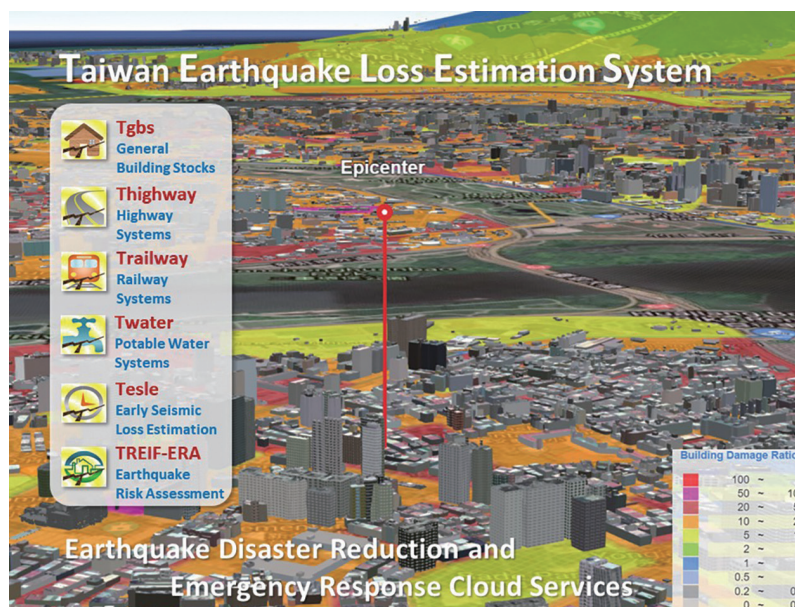 Taiwan Earthquake Loss Estimation System
Tgbs
General
Building Stocks
Thighway
Highway
Systems
Trailway
Railway
Systems
Twater
Potable Water
Systems
Tesle
Early Seismic
Loss Estimation
TREIF-ERA
Earthquake
Risk Assessment
Epicenter
Building Damage Ratio
100 ~
50 ~
20 ~
10 ~
5 ~
2 ~
1 ~
0.5 ~
0.2 ~
0 ~
Earthquake Disaster Reduction and
Emergency Response Cloud Services